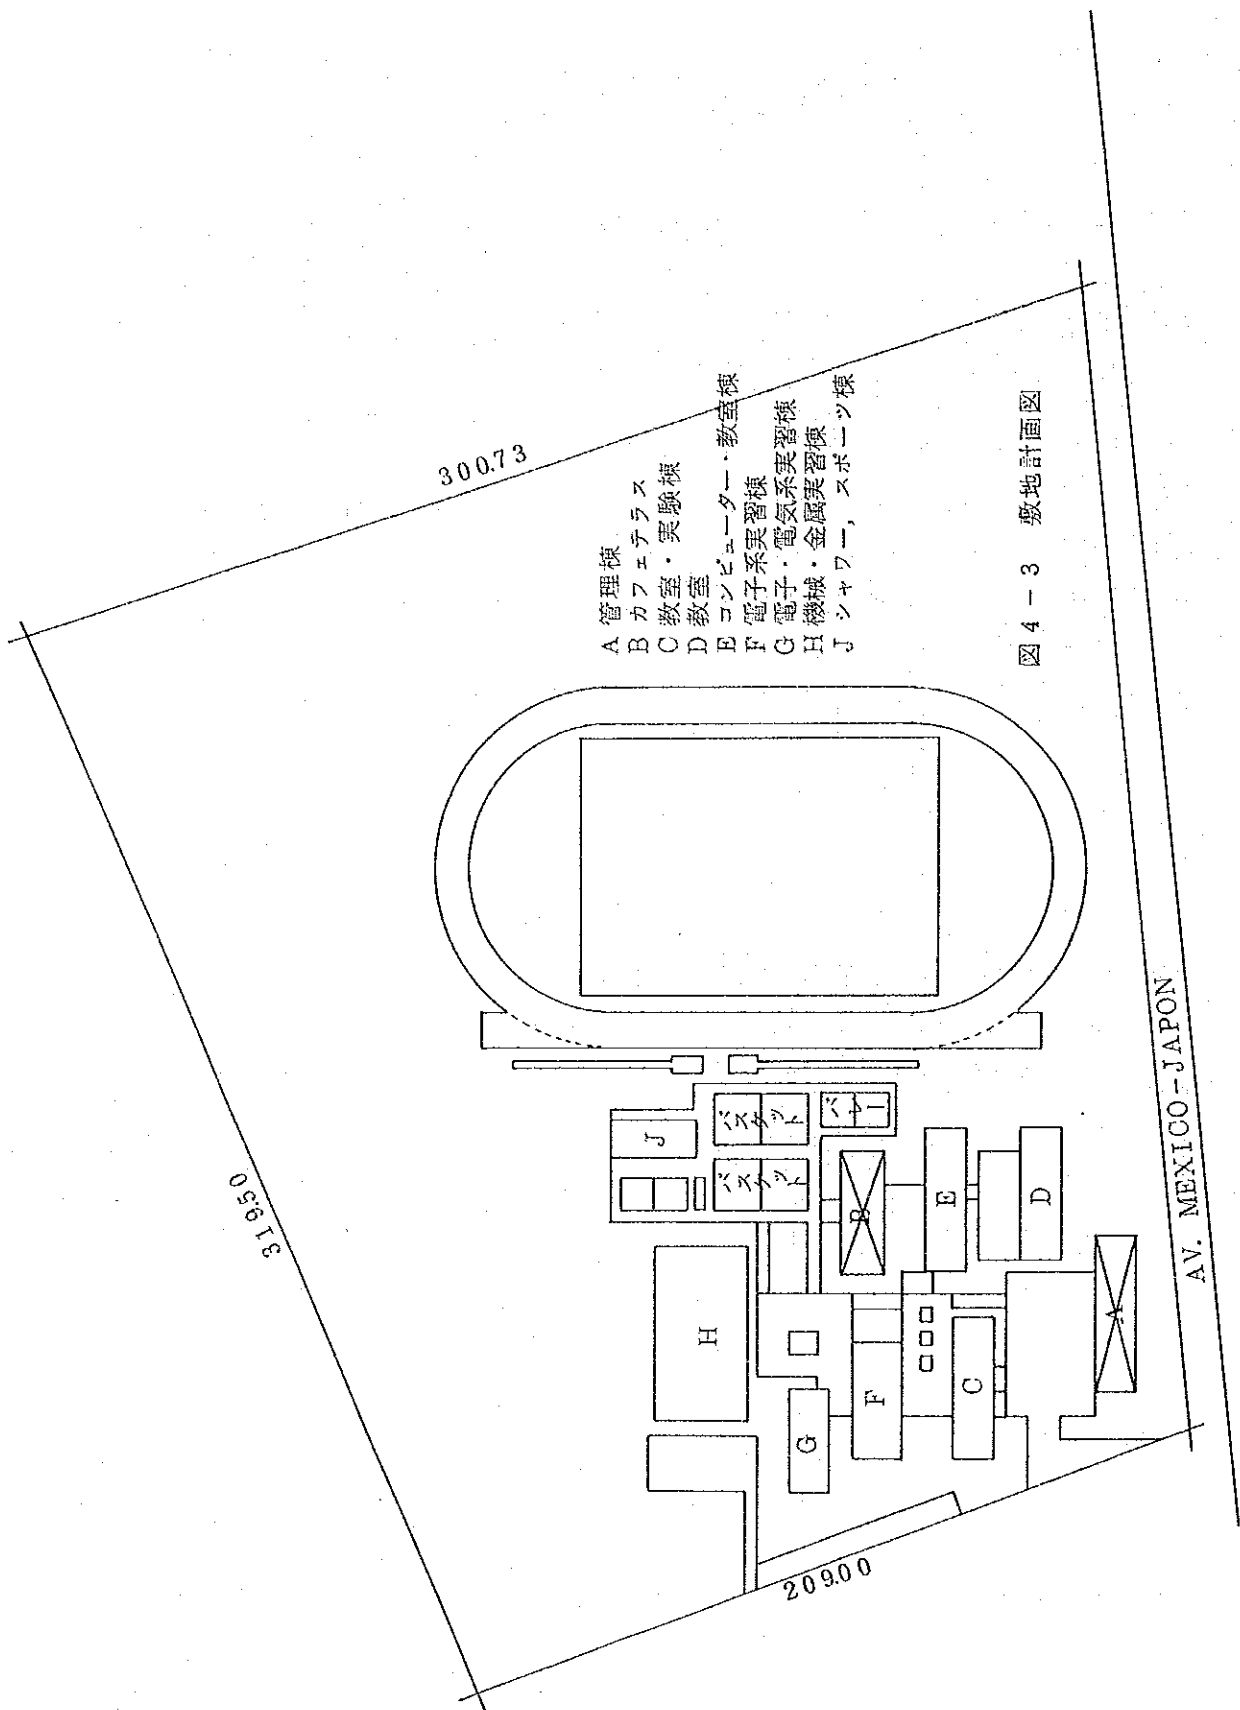 319.50
300.73
209.00
A 管理棟
B カフェテラス
C 教室・実験棟
D 教室
E コンピューター・教室棟
F 電子系実習棟
G 電子・電気系実習棟
H 機械・金属実習棟
J シャワー, スポーツ棟
J
バスケット
バスケット
バレー
H
B
E
D
G
F
C
A
AV. MEXICO-JAPON
図4-3 敷地計画図